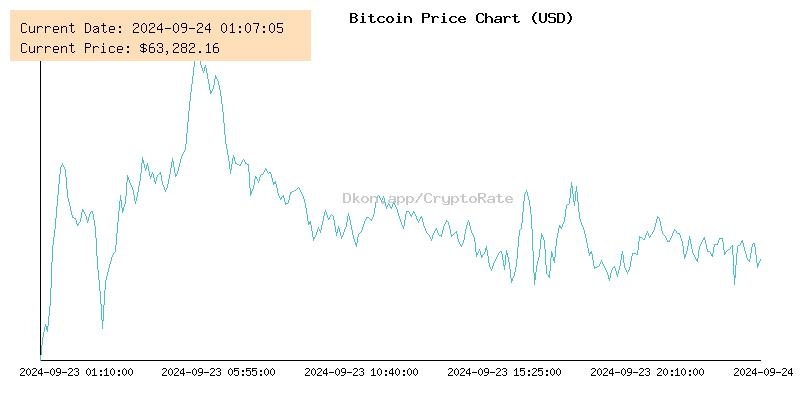 Bitcoin Price Chart (USD)
Current Date: 2024-09-24 01:07:05
Current Price: $63,282.16
Dkon.app/CryptoRate
2024-09-23 01:10:00 2024-09-23 05:55:00 2024-09-23 10:40:00 2024-09-23 15:25:00 2024-09-23 20:10:00 2024-09-24